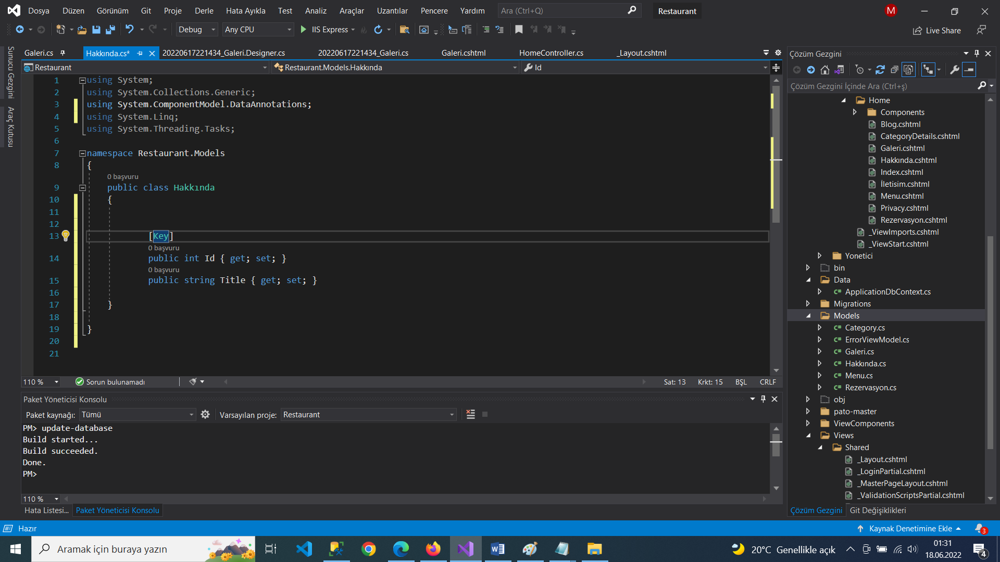 Dosya Düzen Görünüm Git Proje Derle Hata Ayıkla Test Analiz Araçlar Uzantılar Pencere Yardım Ara (Ctrl+Q) Restaurant M
Debug Any CPU IIS Express Live Share
Sunucu Gezgini
Araç Kutusu
Galeri.cs Hakkında.cs* 20220617221434_Galeri.Designer.cs 20220617221434_Galeri.cs Galeri.cshtml HomeController.cs _Layout.cshtml
Restaurant Restaurant.Models.Hakkında Id
1 using System;
2 using System.Collections.Generic;
3 using System.ComponentModel.DataAnnotations;
4 using System.Linq;
5 using System.Threading.Tasks;
6
7 namespace Restaurant.Models
8 {
0 başvuru
9 public class Hakkında
10 {
11
12
13 [Key]
0 başvuru
14 public int Id { get; set; }
0 başvuru
15 public string Title { get; set; }
16
17 }
18
19 }
20
21
110 % Sorun bulunamadı Sat: 13 Krkt: 15 BŞL CRLF
Paket Yöneticisi Konsolu
Paket kaynağı: Tümü Varsayılan proje: Restaurant
PM> update-database
Build started...
Build succeeded.
Done.
PM>
110 %
Hata Listesi... Paket Yöneticisi Konsolu
Çözüm Gezgini
Çözüm Gezgini İçinde Ara (Ctrl+ş)
Home
Components
Blog.cshtml
CategoryDetails.cshtml
Galeri.cshtml
Hakkında.cshtml
Index.cshtml
İletisim.cshtml
Menu.cshtml
Privacy.cshtml
Rezervasyon.cshtml
_ViewImports.cshtml
_ViewStart.cshtml
Yonetici
bin
Data
C# ApplicationDbContext.cs
Migrations
Models
C# Category.cs
C# ErrorViewModel.cs
C# Galeri.cs
C# Hakkında.cs
C# Menu.cs
C# Rezervasyon.cs
obj
pato-master
ViewComponents
Views
Shared
_Layout.cshtml
_LoginPartial.cshtml
_MasterPageLayout.cshtml
_ValidationScriptsPartial.cshtml
Çözüm Gezgini Git Değişiklikleri
Hazır Kaynak Denetimine Ekle 3
Aramak için buraya yazın 20°C Genellikle açık 01:31
18.06.2022 4